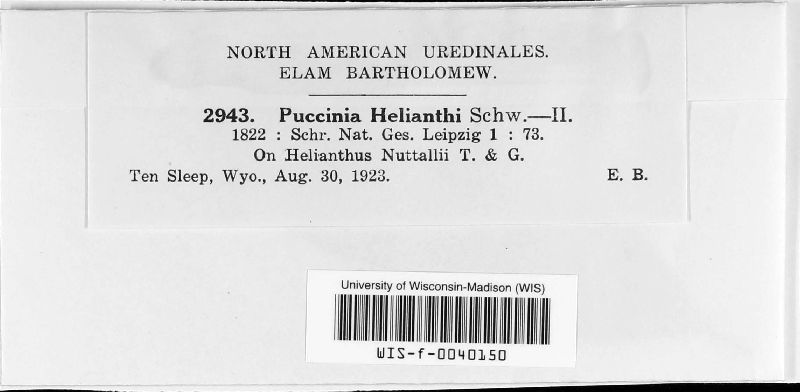 NORTH AMERICAN UREDINALES.
ELAM BARTHOLOMEW.
2943. Puccinia Helianthi Schw.—II.
1822 : Schr. Nat. Ges. Leipzig 1 : 73.
On Helianthus Nuttallii T. & G.
Ten Sleep, Wyo., Aug. 30, 1923. E. B.
University of Wisconsin-Madison (WIS)
WIS-f-0040150